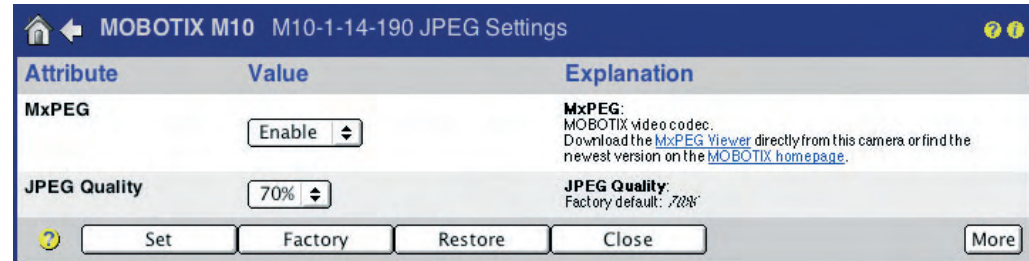 MOBOTIX M10 M10-1-14-190 JPEG Settings ? i
Attribute Value Explanation
MxPEG Enable MxPEG:
MOBOTIX video codec.
Download the MxPEG Viewer directly from this camera or find the
newest version on the MOBOTIX homepage.
JPEG Quality 70% JPEG Quality:
Factory default: 70%
? Set Factory Restore Close More